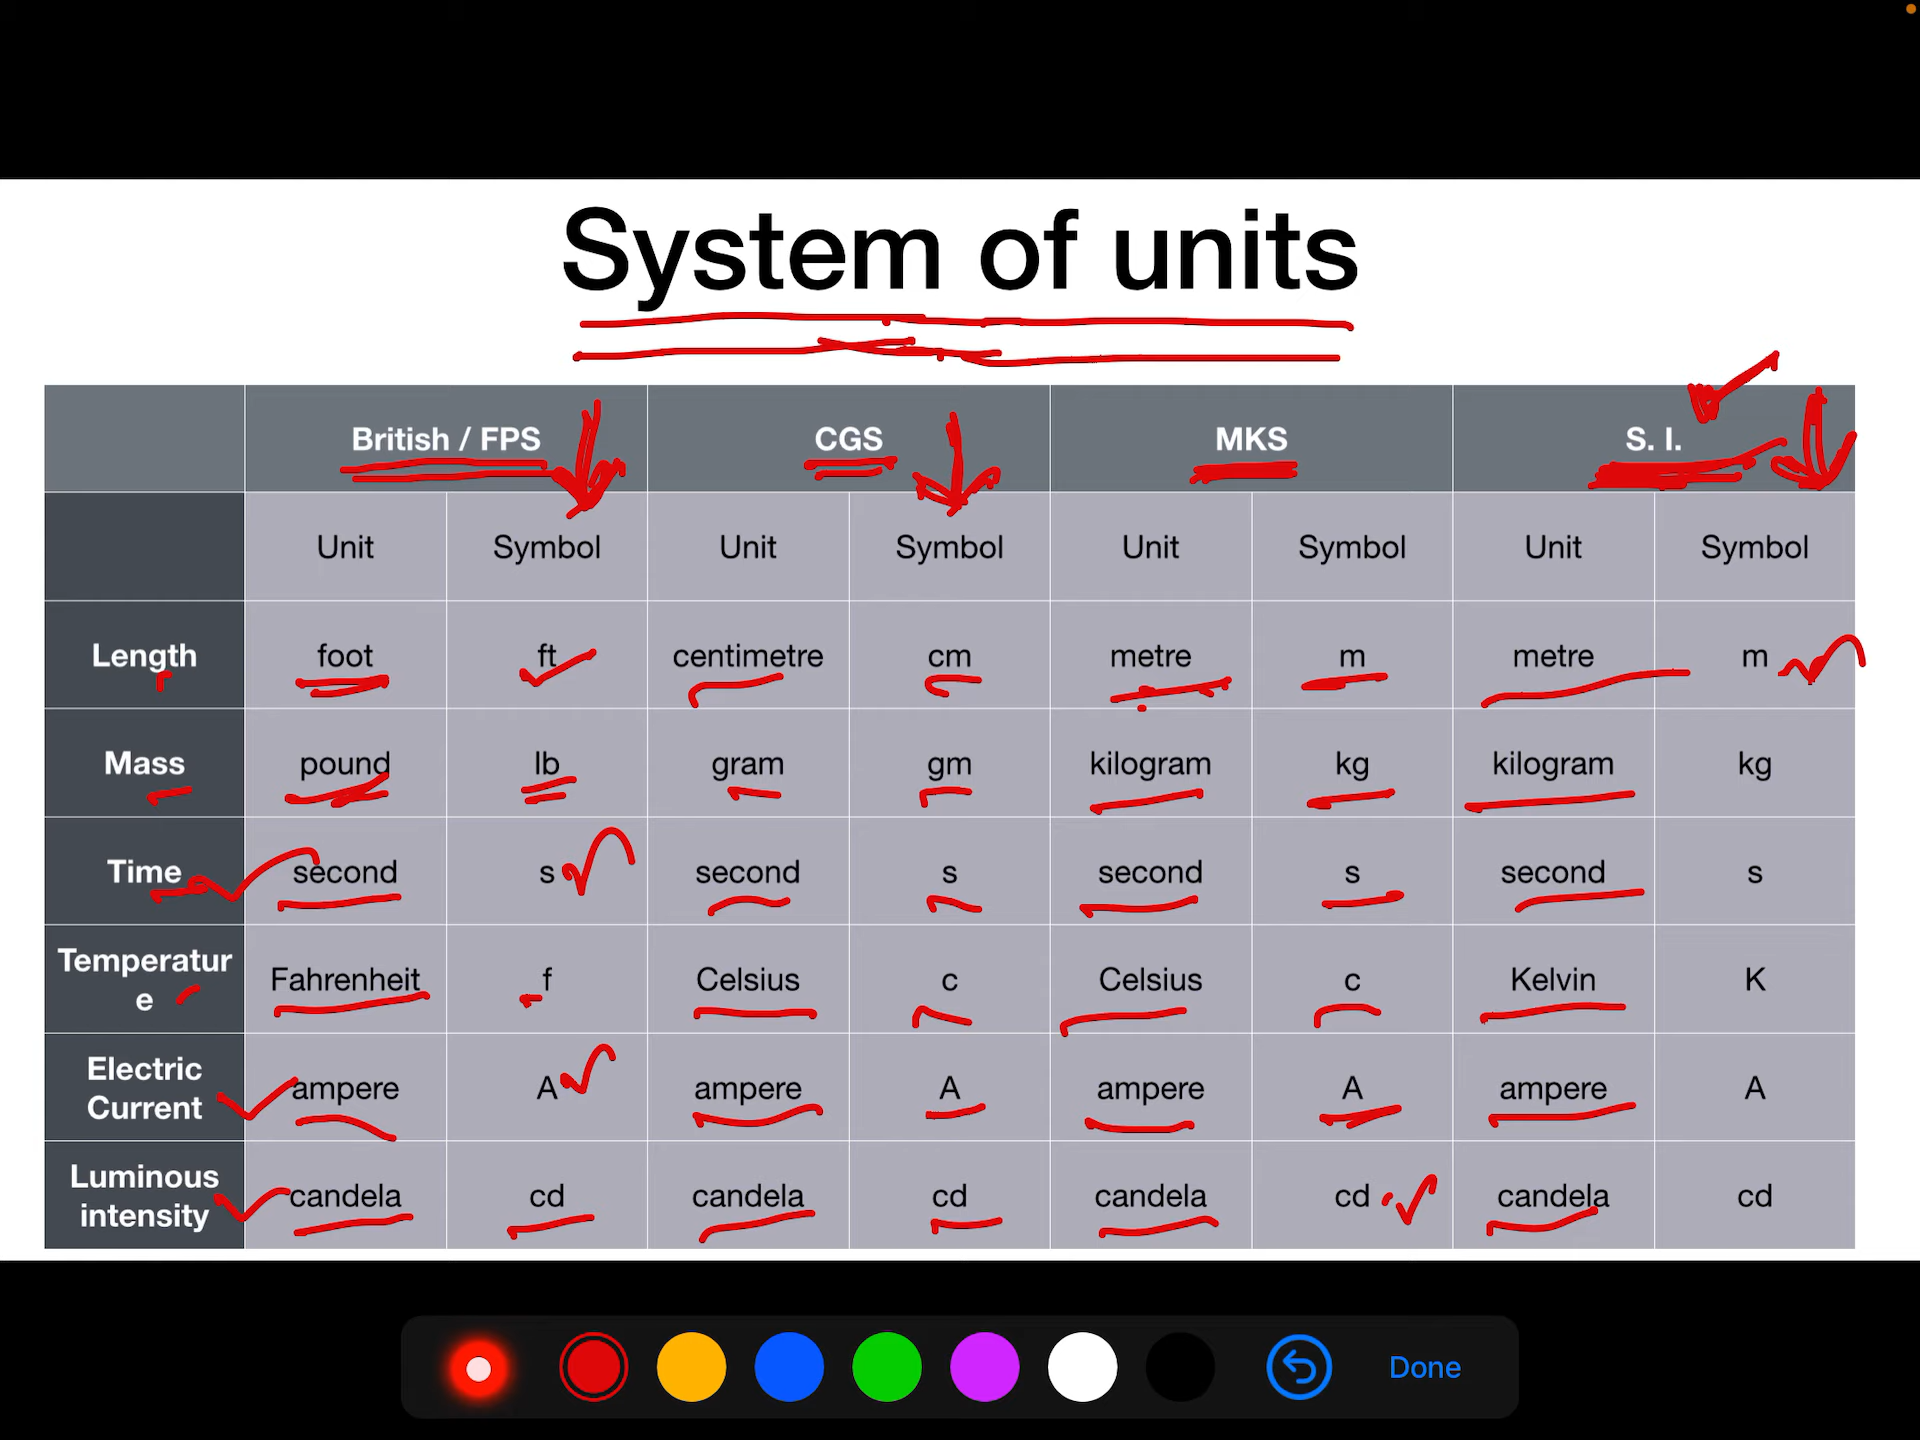 System of units
British / FPS CGS MKS S. I.
Unit Symbol Unit Symbol Unit Symbol Unit Symbol
Length foot ft centimetre cm metre m metre m
Mass pound lb gram gm kilogram kg kilogram kg
Time second s second s second s second s
Temperatur
e Fahrenheit f Celsius c Celsius c Kelvin K
Electric
Current ampere A ampere A ampere A ampere A
Luminous
intensity candela cd candela cd candela cd candela cd
Done